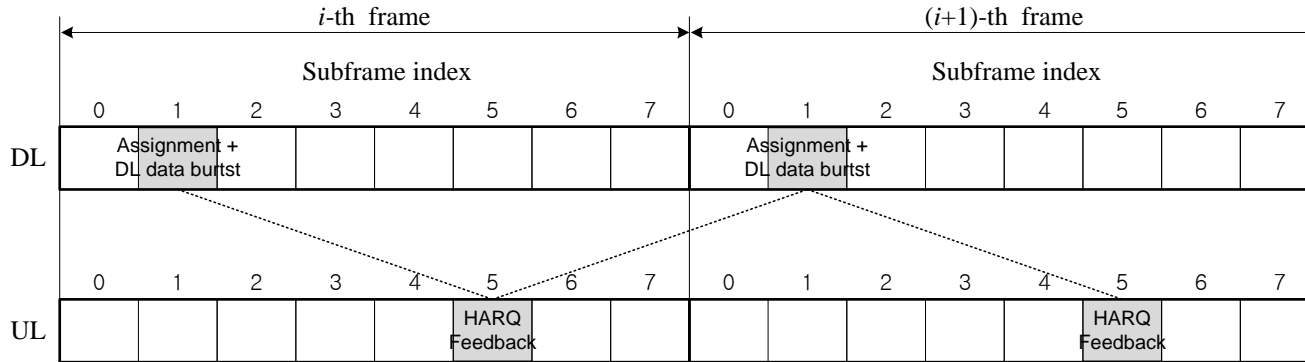 i-th frame (i+1)-th frame
Subframe index Subframe index
0 1 2 3 4 5 6 7 0 1 2 3 4 5 6 7
DL
Assignment +
DL data burtst
Assignment +
DL data burtst
0 1 2 3 4 5 6 7 0 1 2 3 4 5 6 7
UL
HARQ
Feedback
HARQ
Feedback